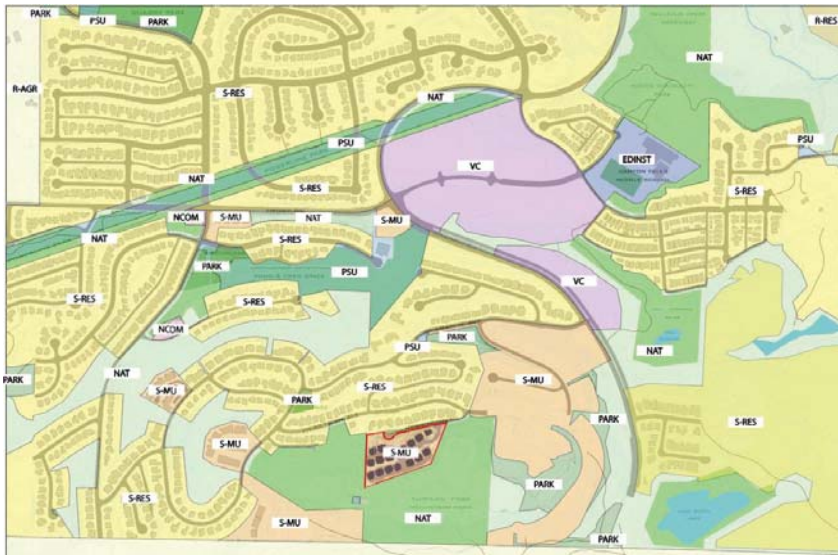 PARK
PSU
PARK
NAT
R-RES
R-AGR
S-RES
NAT
PSU
PSU
VC
EDINST
NAT
S-RES
S-RES
NCOM
S-MU
NAT
S-MU
NAT
S-RES
PARK
PSU
S-RES
S-RES
VC
NCOM
PARK
PSU
NAT
NAT
PARK
S-MU
S-RES
S-MU
PARK
PARK
S-RES
S-MU
S-MU
PARK
S-RES
S-MU
NAT
PARK